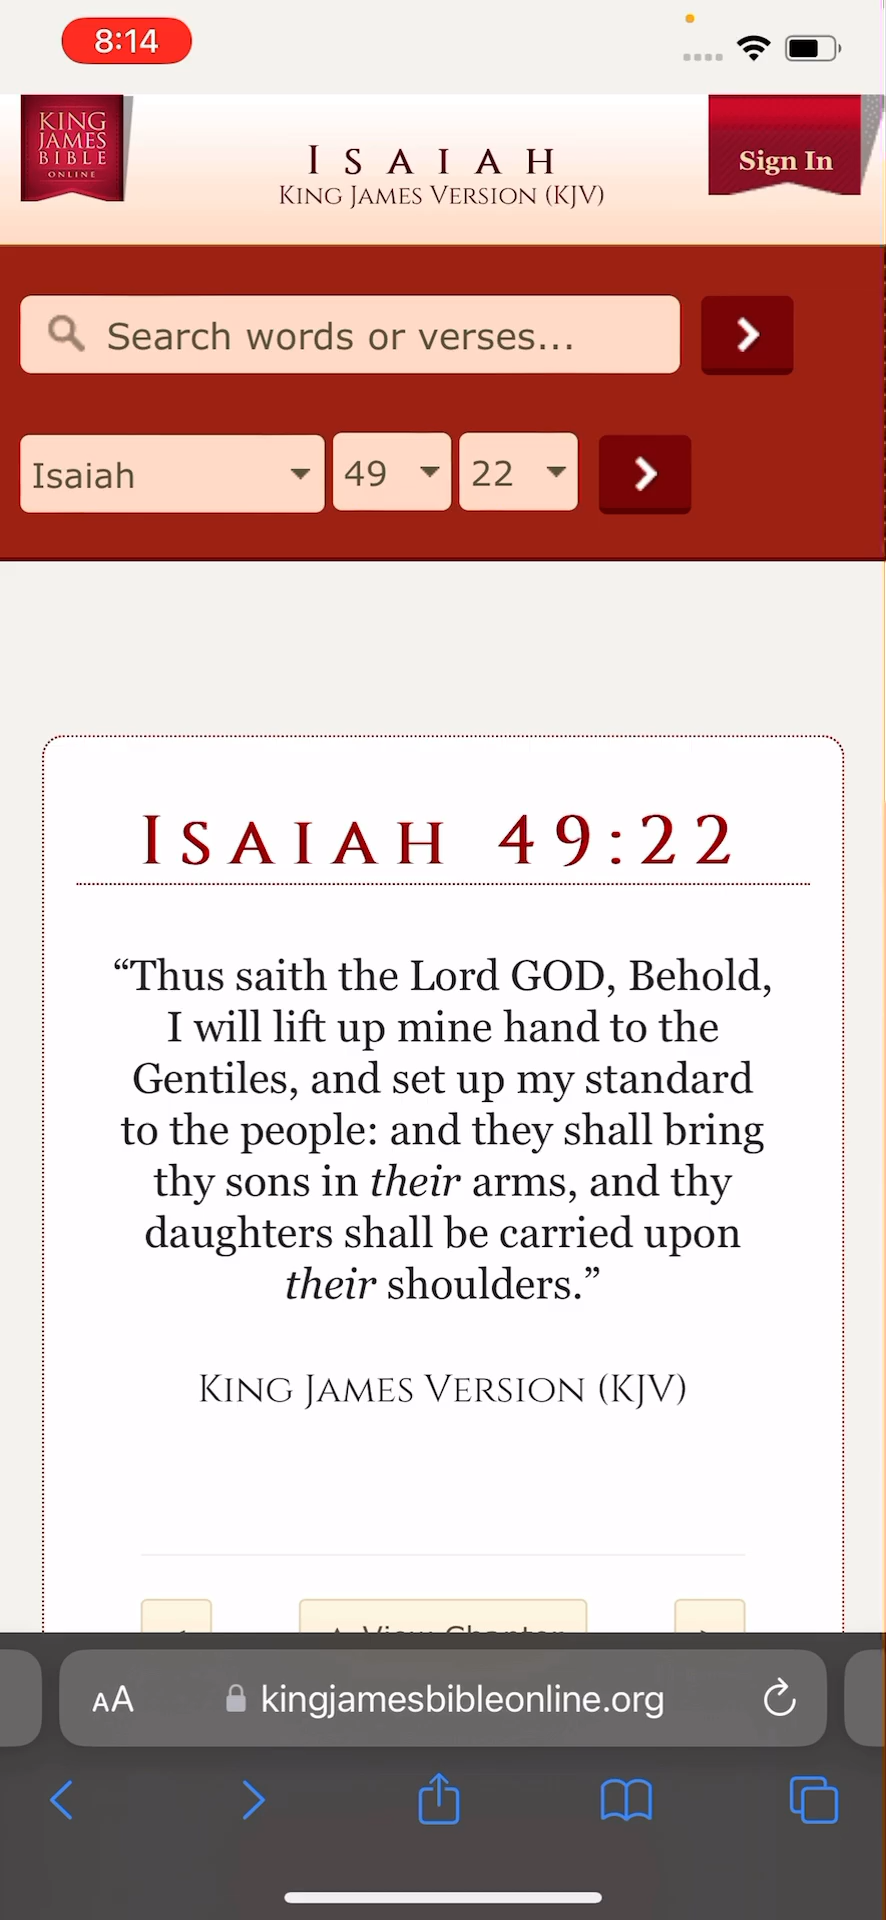 8:14
KING
JAMES
BIBLE
ONLINE
ISAIAH
KING JAMES VERSION (KJV)
Sign In
Search words or verses...
Isaiah 49 22
ISAIAH 49:22
“Thus saith the Lord GOD, Behold,
I will lift up mine hand to the
Gentiles, and set up my standard
to the people: and they shall bring
thy sons in their arms, and thy
daughters shall be carried upon
their shoulders.”
KING JAMES VERSION (KJV)
View Chapter
AA kingjamesbibleonline.org